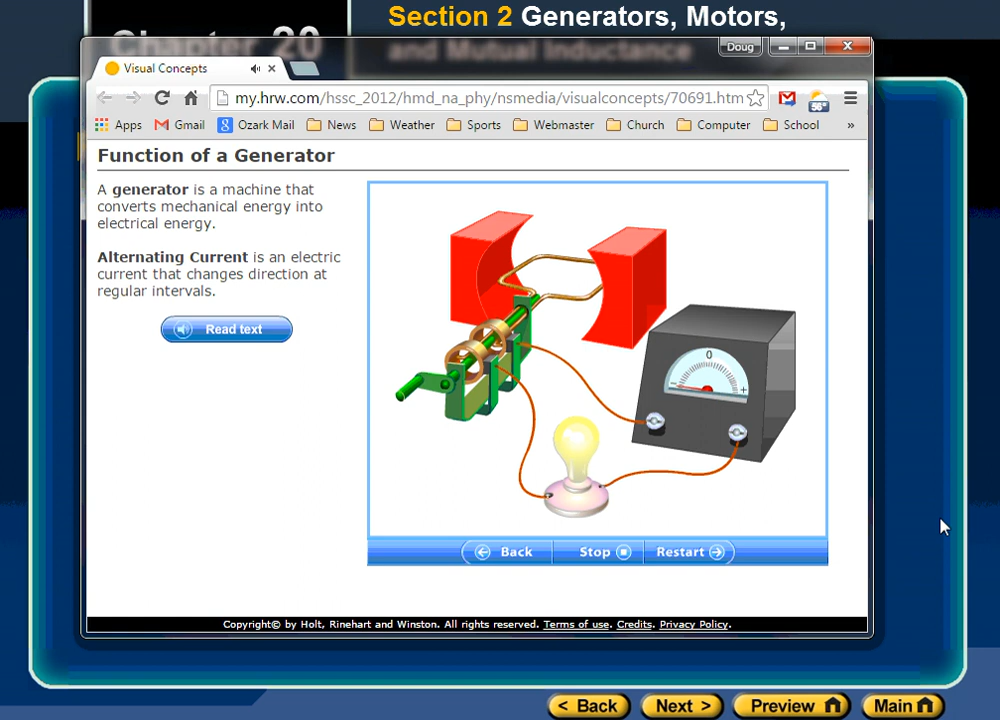 Section 2 Generators, Motors,
Chapter 20
and Mutual Inductance
Doug
Visual Concepts
my.hrw.com/hssc_2012/hmd_na_phy/nsmedia/visualconcepts/70691.htm
Apps Gmail Ozark Mail News Weather Sports Webmaster Church Computer School »
Function of a Generator
A generator is a machine that
converts mechanical energy into
electrical energy.
Alternating Current is an electric
current that changes direction at
regular intervals.
Read text
0
- +
Back Stop Restart
Copyright© by Holt, Rinehart and Winston. All rights reserved. Terms of use. Credits. Privacy Policy.
< Back Next > Preview Main